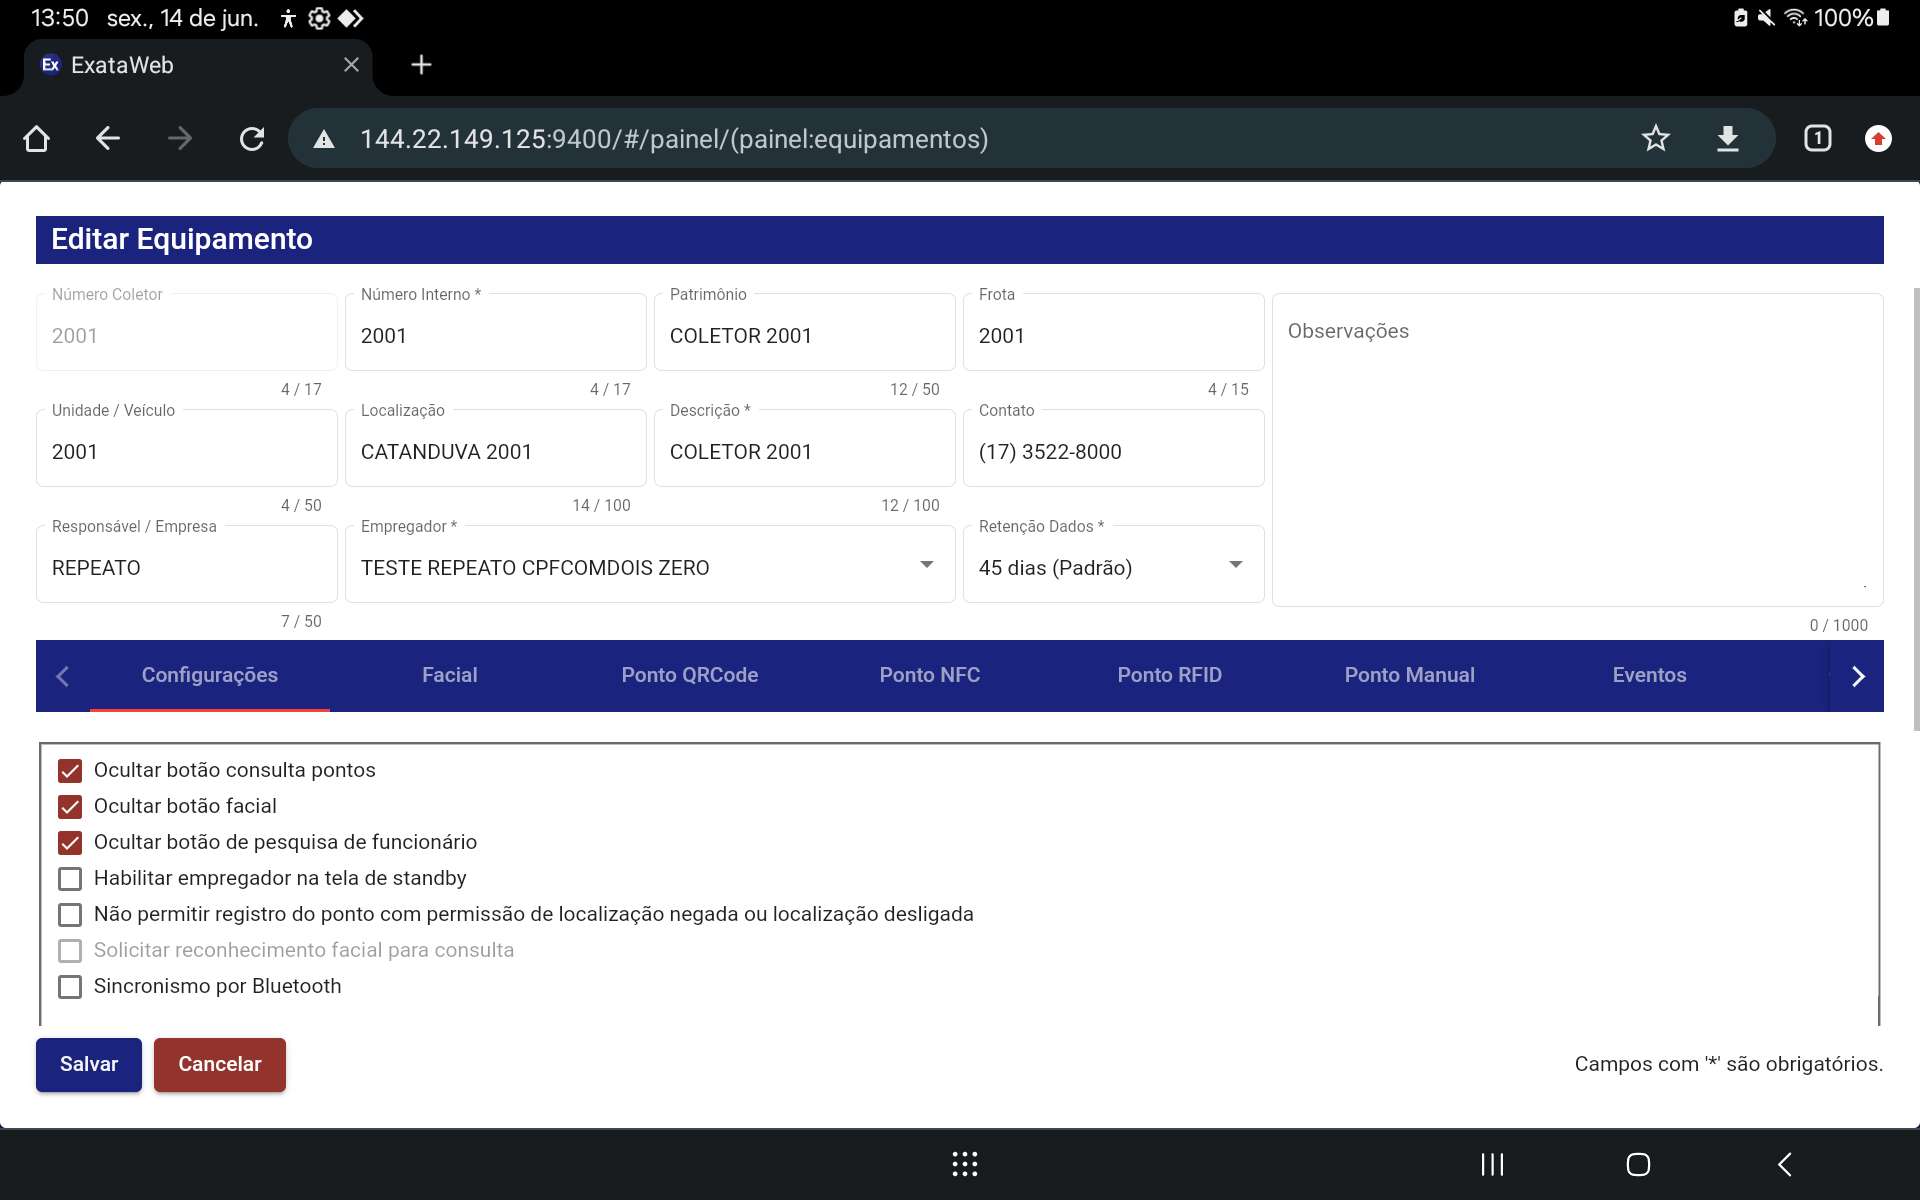 13:50 sex., 14 de jun. 100%
Ex ExataWeb
144.22.149.125:9400/#/painel/(painel:equipamentos) 1
Editar Equipamento
Número Coletor Número Interno * Patrimônio Frota
2001 2001 COLETOR 2001 2001 Observações
4 / 17 4 / 17 12 / 50 4 / 15
Unidade / Veículo Localização Descrição * Contato
2001 CATANDUVA 2001 COLETOR 2001 (17) 3522-8000
4 / 50 14 / 100 12 / 100
Responsável / Empresa Empregador * Retenção Dados *
REPEATO TESTE REPEATO CPFCOMDOIS ZERO 45 dias (Padrão)
7 / 50 0 / 1000
Configurações Facial Ponto QRCode Ponto NFC Ponto RFID Ponto Manual Eventos
Ocultar botão consulta pontos
Ocultar botão facial
Ocultar botão de pesquisa de funcionário
Habilitar empregador na tela de standby
Não permitir registro do ponto com permissão de localização negada ou localização desligada
Solicitar reconhecimento facial para consulta
Sincronismo por Bluetooth
Salvar Cancelar Campos com '*' são obrigatórios.